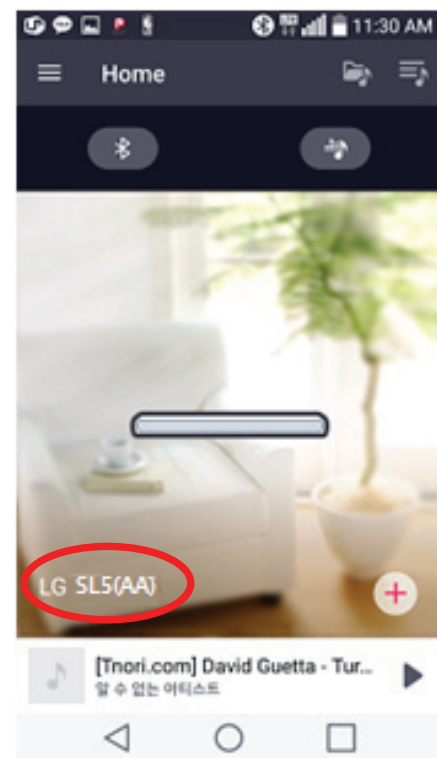 11:30 AM
Home
LG SL5(AA)
[Tnori.com] David Guetta - Tur...
알 수 없는 아티스트